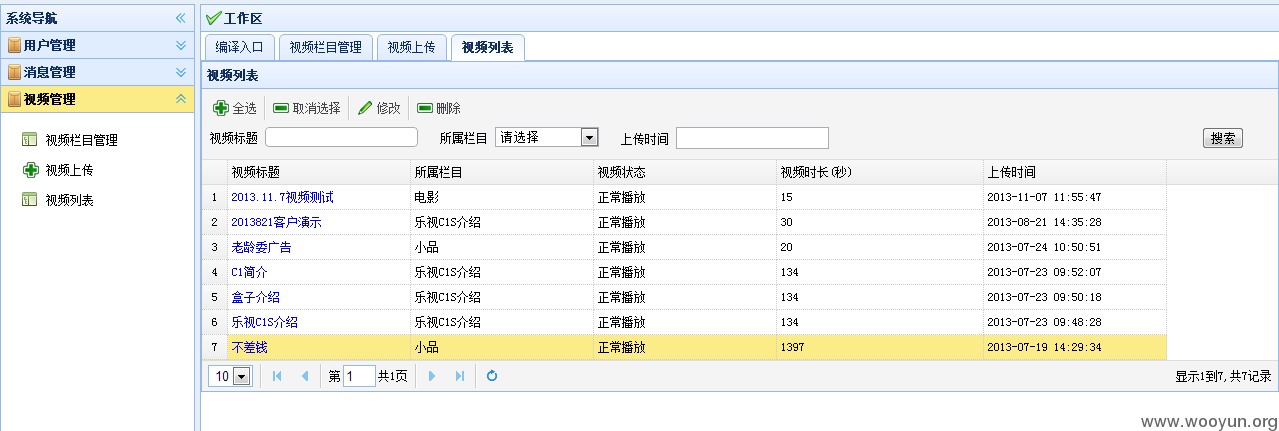 系统导航
用户管理
消息管理
视频管理
视频栏目管理
视频上传
视频列表
工作区
编译入口 视频栏目管理 视频上传 视频列表
视频列表
全选 取消选择 修改 删除
视频标题 所属栏目 请选择 上传时间 搜索
视频标题 所属栏目 视频状态 视频时长(秒) 上传时间
1 2013.11.7视频测试 电影 正常播放 15 2013-11-07 11:55:47
2 2013821客户演示 乐视C1S介绍 正常播放 30 2013-08-21 14:35:28
3 老龄委广告 小品 正常播放 20 2013-07-24 10:50:51
4 C1简介 乐视C1S介绍 正常播放 134 2013-07-23 09:52:07
5 盒子介绍 乐视C1S介绍 正常播放 134 2013-07-23 09:50:18
6 乐视C1S介绍 乐视C1S介绍 正常播放 134 2013-07-23 09:48:28
7 不差钱 小品 正常播放 1397 2013-07-19 14:29:34
10 第 1 共1页 显示1到7,共7记录
www.wooyun.org